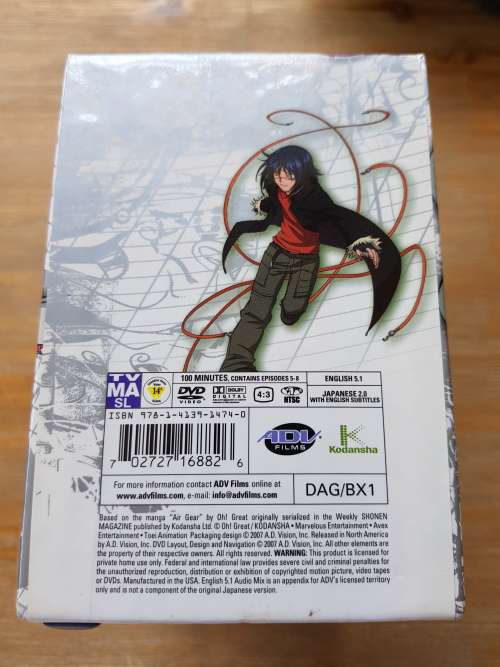 TV
MA
SL
14+
DVD
VIDEO
DOLBY
DIGITAL
4:3
NTSC
100 MINUTES, CONTAINS EPISODES 5-8
ENGLISH 5.1
JAPANESE 2.0
WITH ENGLISH SUBTITLES
ISBN 978-1-4139-1474-0
7 02727 16882 6
ADV
FILMS
K
Kodansha
For more information contact ADV Films online at
www.advfilms.com, e-mail: info@advfilms.com
DAG/BX1
Based on the manga "Air Gear" by Oh! Great originally serialized in the Weekly SHONEN
MAGAZINE published by Kodansha Ltd. © Oh! Great / KODANSHA • Marvelous Entertainment • Avex
Entertainment • Toei Animation Packaging design © 2007 A.D. Vision, Inc. Released in North America
by A.D. Vision, Inc. DVD Layout, Design and Navigation © 2007 A.D. Vision, Inc. All other elements are
the property of their respective owners. All rights reserved. WARNING: This product is licensed for
private home use only. Federal and international law provides severe civil and criminal penalties for
the unauthorized reproduction, distribution or exhibition of copyrighted motion picture, video tapes
or DVDs. Manufactured in the USA. English 5.1 Audio Mix is an appendix for ADV's licensed territory
only and is not a component of the original Japanese version.